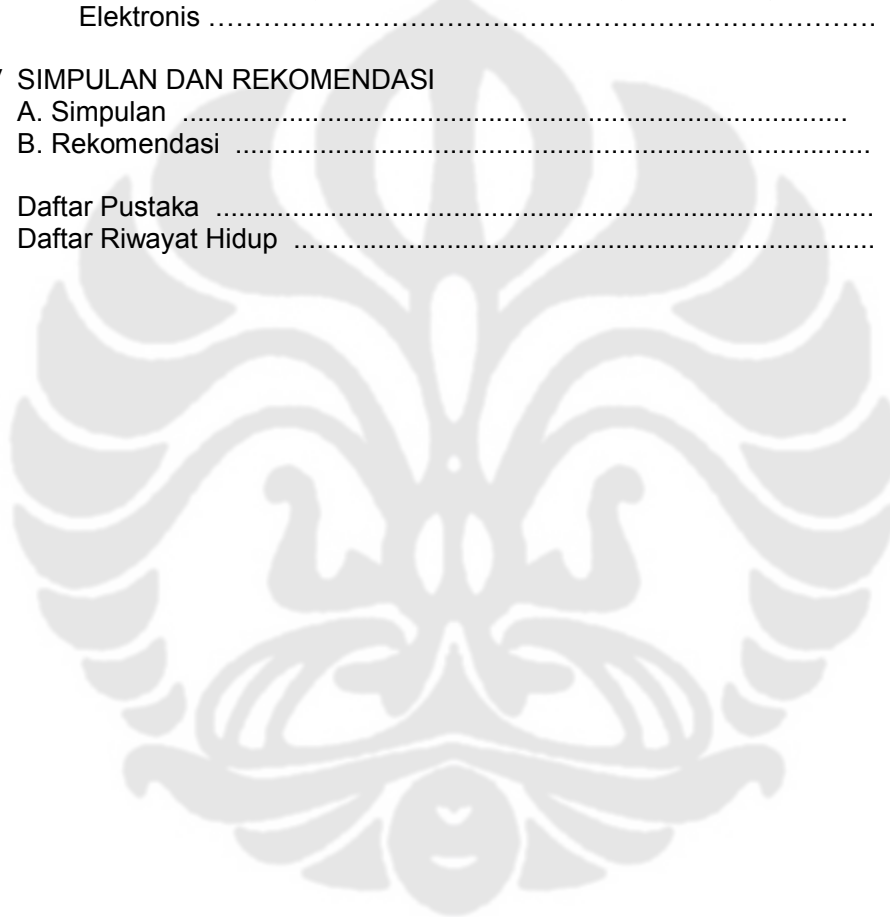 Elektronis ……………………………………………………………….
SIMPULAN DAN REKOMENDASI
A. Simpulan ......................................................................................
B. Rekomendasi ..................................................................................
Daftar Pustaka .....................................................................................
Daftar Riwayat Hidup ...........................................................................